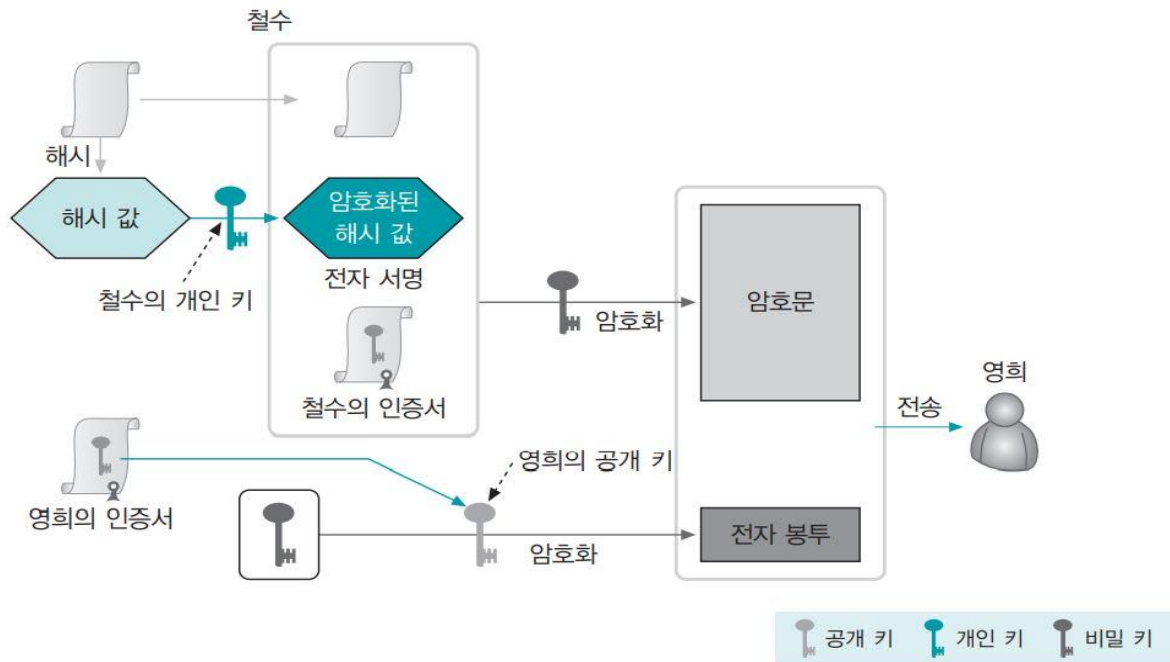 철수
해시
해시 값
암호화된
해시 값
전자 서명
철수의 개인 키
암호화
암호문
철수의 인증서
영희
전송
영희의 공개 키
영희의 인증서
암호화
전자 봉투
공개 키 개인 키 비밀 키